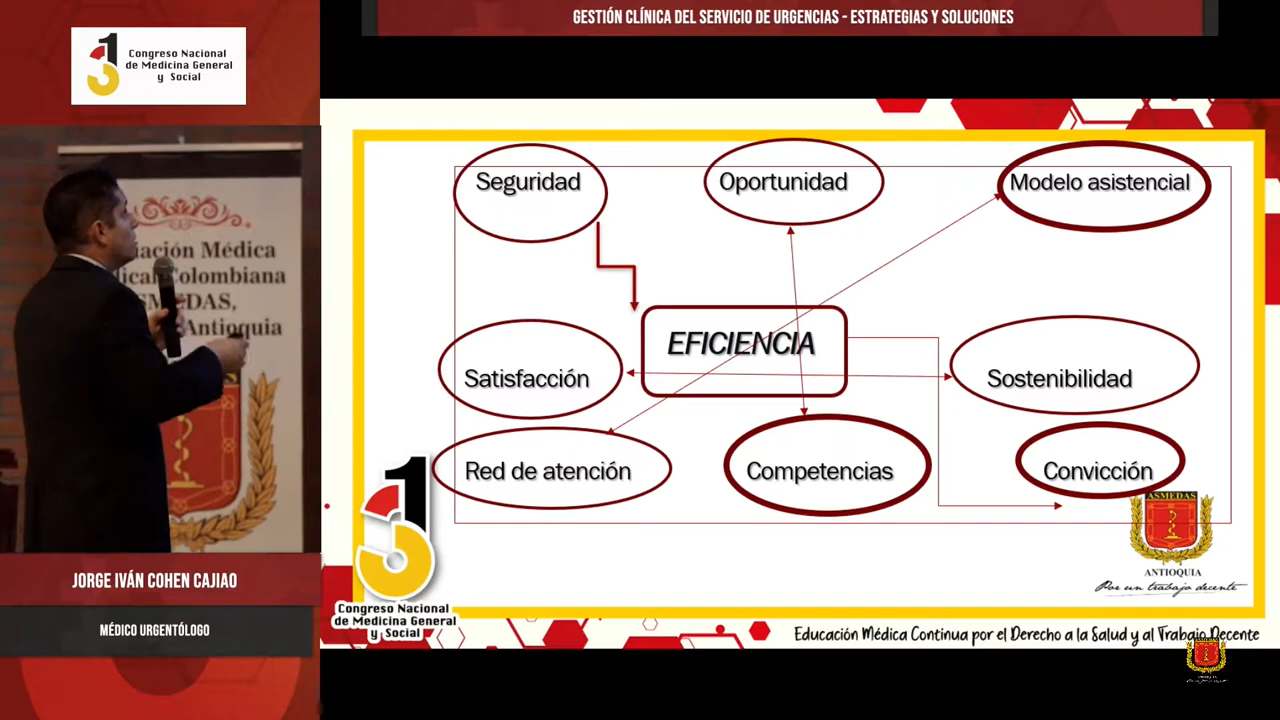 GESTIÓN CLÍNICA DEL SERVICIO DE URGENCIAS - ESTRATEGIAS Y SOLUCIONES
31
Congreso Nacional
de Medicina General
y Social
Médica
Colombiana
Antioquia
JORGE IVÁN COHEN CAJIAO
MÉDICO URGENTÓLOGO
Seguridad
Oportunidad
Modelo asistencial
EFICIENCIA
Satisfacción
Sostenibilidad
Red de atención
Competencias
Convicción
31
Congreso Nacional
de Medicina General
y Social
ASMEDAS
ANTIOQUIA
Por un trabajo decente
Educación Médica Continua por el Derecho a la Salud y al Trabajo Decente